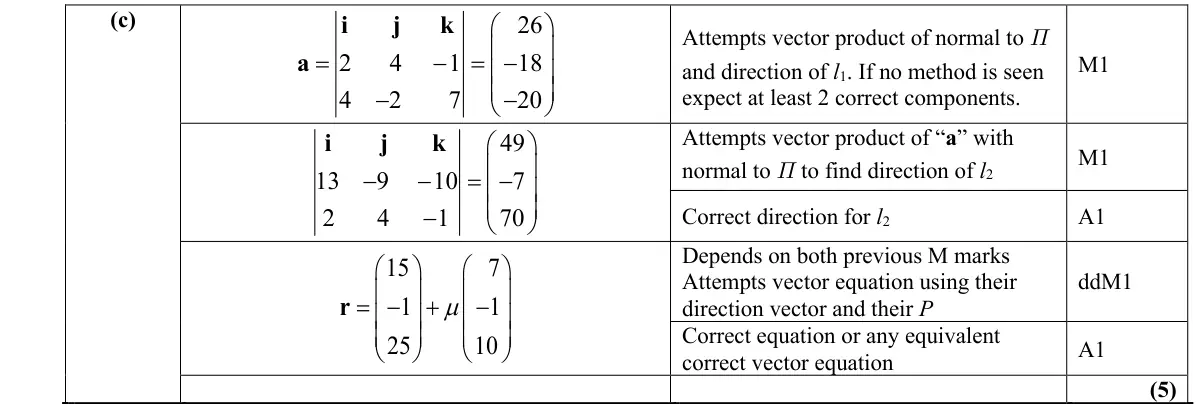 (c)
a = | i j k | = ( 26 )
| 2 4 −1 | ( −18 )
| 4 −2 7 | ( −20 )
Attempts vector product of normal to Π
and direction of l₁. If no method is seen
expect at least 2 correct components.
M1
| i j k | ( 49 )
| 13 −9 −10 | = ( −7 )
| 2 4 −1 | ( 70 )
Attempts vector product of “a” with
normal to Π to find direction of l₂
M1
Correct direction for l₂
A1
( 15 ) ( 7 )
r = ( −1 ) + μ ( −1 )
( 25 ) ( 10 )
Depends on both previous M marks
Attempts vector equation using their
direction vector and their P
ddM1
Correct equation or any equivalent
correct vector equation
A1
(5)